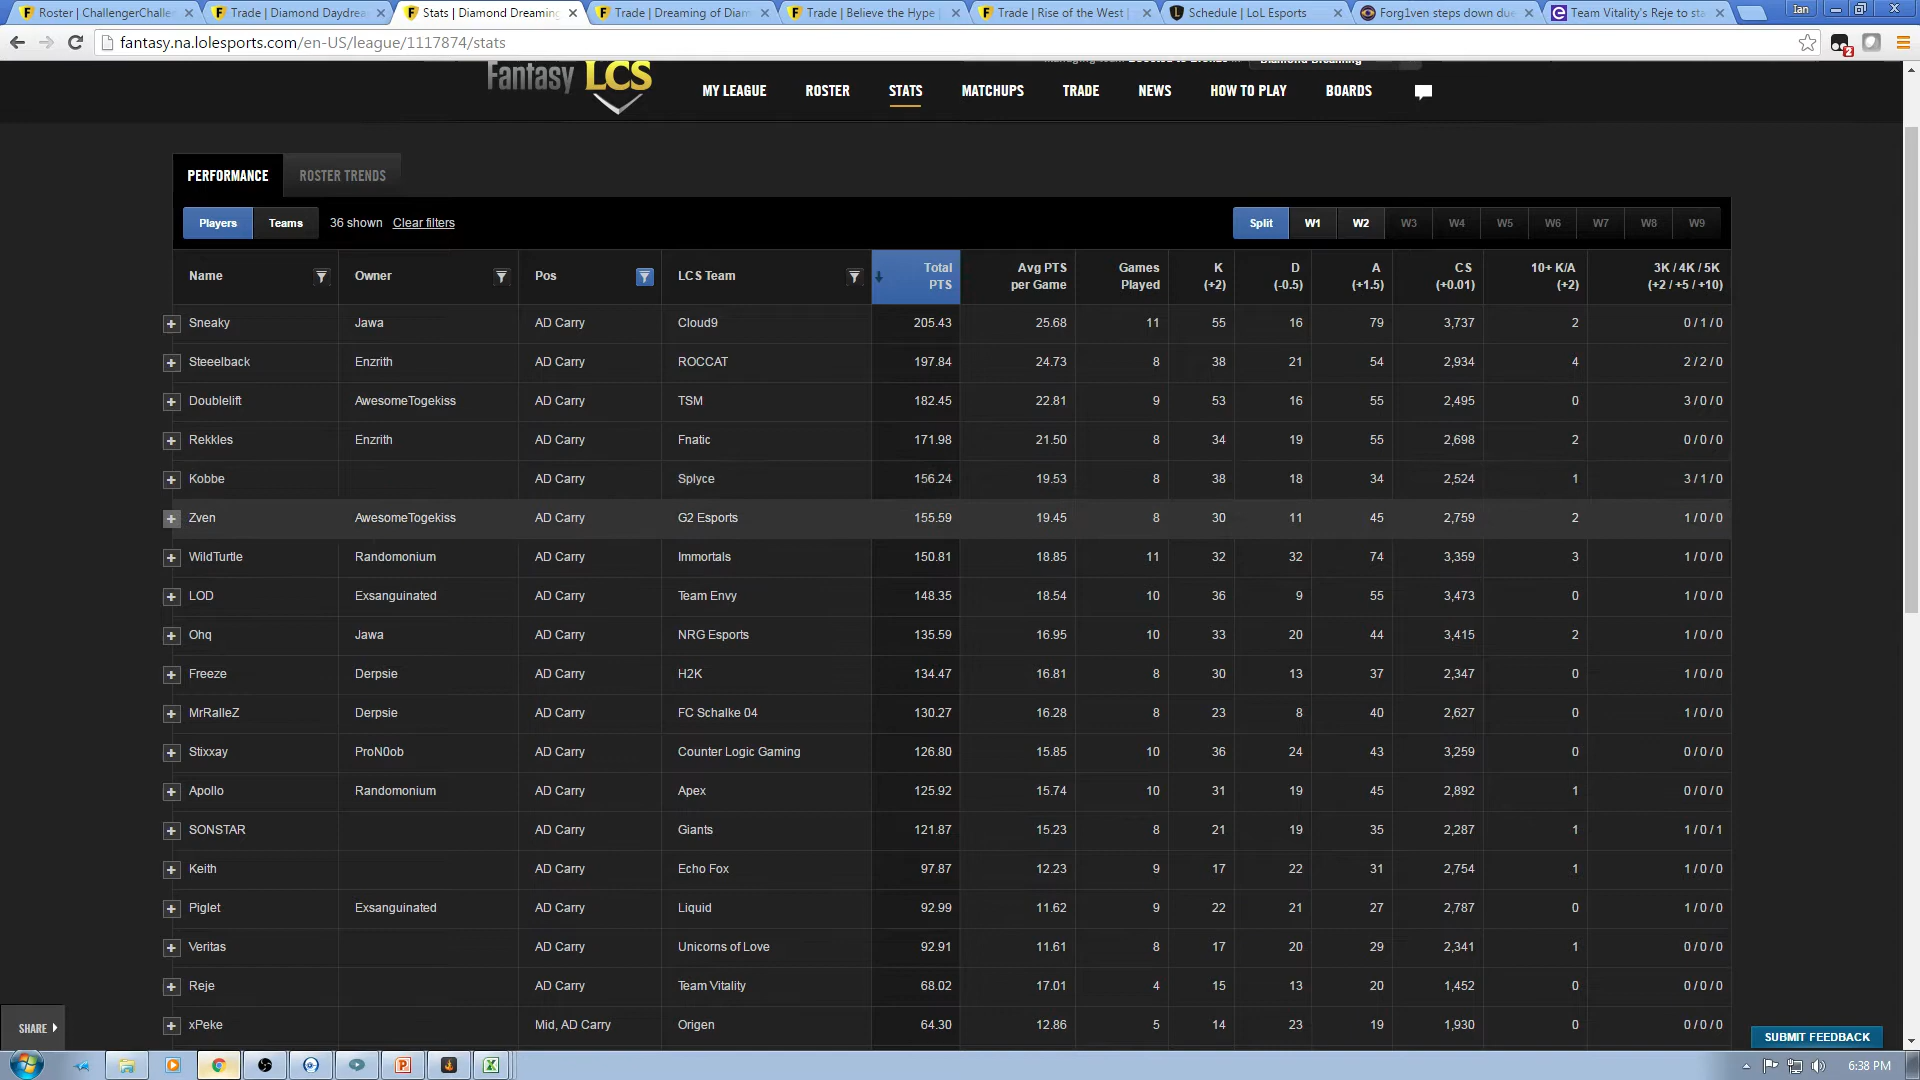 Roster | ChallengerChalle Trade | Diamond Daydrea Stats | Diamond Dreaming Trade | Dreaming of Diam Trade | Believe the Hype | Trade | Rise of the West | Schedule | LoL Esports Forg1ven steps down due Team Vitality's Reje to sta Ian
fantasy.na.lolesports.com/en-US/league/1117874/stats 2
Fantasy LCS MY LEAGUE ROSTER STATS MATCHUPS TRADE NEWS HOW TO PLAY BOARDS
PERFORMANCE ROSTER TRENDS
Players Teams 36 shown Clear filters Split W1 W2 W3 W4 W5 W6 W7 W8 W9
Name Owner Pos LCS Team Total PTS Avg PTS per Game Games Played K (+2) D (-0.5) A (+1.5) CS (+0.01) 10+ K/A (+2) 3K / 4K / 5K (+2 / +5 / +10)
Sneaky Jawa AD Carry Cloud9 205.43 25.68 11 55 16 79 3,737 2 0 / 1 / 0
Steeelback Enzrith AD Carry ROCCAT 197.84 24.73 8 38 21 54 2,934 4 2 / 2 / 0
Doublelift AwesomeTogekiss AD Carry TSM 182.45 22.81 9 53 16 55 2,495 0 3 / 0 / 0
Rekkles Enzrith AD Carry Fnatic 171.98 21.50 8 34 19 55 2,698 2 0 / 0 / 0
Kobbe AD Carry Splyce 156.24 19.53 8 38 18 34 2,524 1 3 / 1 / 0
Zven AwesomeTogekiss AD Carry G2 Esports 155.59 19.45 8 30 11 45 2,759 2 1 / 0 / 0
WildTurtle Randomonium AD Carry Immortals 150.81 18.85 11 32 32 74 3,359 3 1 / 0 / 0
LOD Exsanguinated AD Carry Team Envy 148.35 18.54 10 36 9 55 3,473 0 1 / 0 / 0
Ohq Jawa AD Carry NRG Esports 135.59 16.95 10 33 20 44 3,415 2 1 / 0 / 0
Freeze Derpsie AD Carry H2K 134.47 16.81 8 30 13 37 2,347 0 1 / 0 / 0
MrRalleZ Derpsie AD Carry FC Schalke 04 130.27 16.28 8 23 8 40 2,627 0 1 / 0 / 0
Stixxay ProN0ob AD Carry Counter Logic Gaming 126.80 15.85 10 36 24 43 3,259 0 0 / 0 / 0
Apollo Randomonium AD Carry Apex 125.92 15.74 10 31 19 45 2,892 1 0 / 0 / 0
SONSTAR AD Carry Giants 121.87 15.23 8 21 19 35 2,287 1 1 / 0 / 1
Keith AD Carry Echo Fox 97.87 12.23 9 17 22 31 2,754 1 1 / 0 / 0
Piglet Exsanguinated AD Carry Liquid 92.99 11.62 9 22 21 27 2,787 0 1 / 0 / 0
Veritas AD Carry Unicorns of Love 92.91 11.61 8 17 20 29 2,341 1 0 / 0 / 0
Reje AD Carry Team Vitality 68.02 17.01 4 15 13 20 1,452 0 0 / 0 / 0
xPeke Mid, AD Carry Origen 64.30 12.86 5 14 23 19 1,930 0 0 / 0 / 0
SHARE
SUBMIT FEEDBACK
6:38 PM